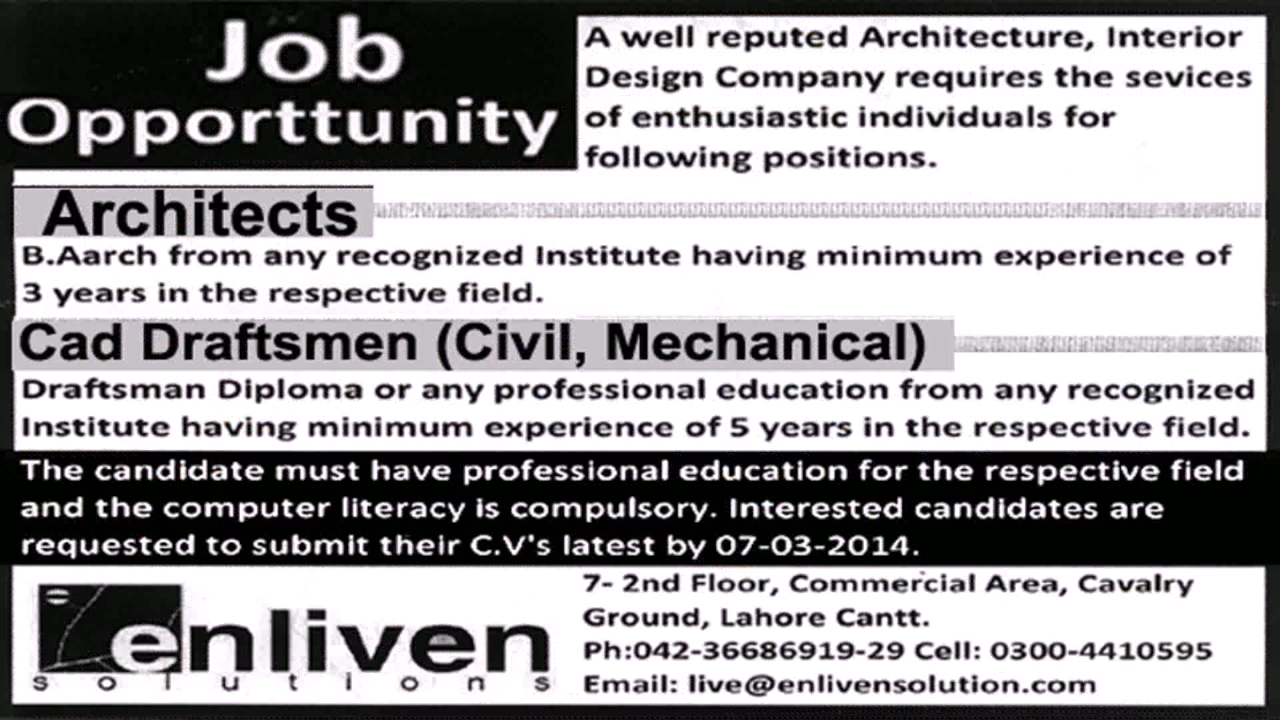 Job
Opporttunity
A well reputed Architecture, Interior
Design Company requires the sevices
of enthusiastic individuals for
following positions.
Architects
B.Aarch from any recognized Institute having minimum experience of
3 years in the respective field.
Cad Draftsmen (Civil, Mechanical)
Draftsman Diploma or any professional education from any recognized
Institute having minimum experience of 5 years in the respective field.
The candidate must have professional education for the respective field
and the computer literacy is compulsory. Interested candidates are
requested to submit their C.V's latest by 07-03-2014.
enliven
solutions
7- 2nd Floor, Commercial Area, Cavalry
Ground, Lahore Cantt.
Ph:042-36686919-29 Cell: 0300-4410595
Email: live@enlivensolution.com